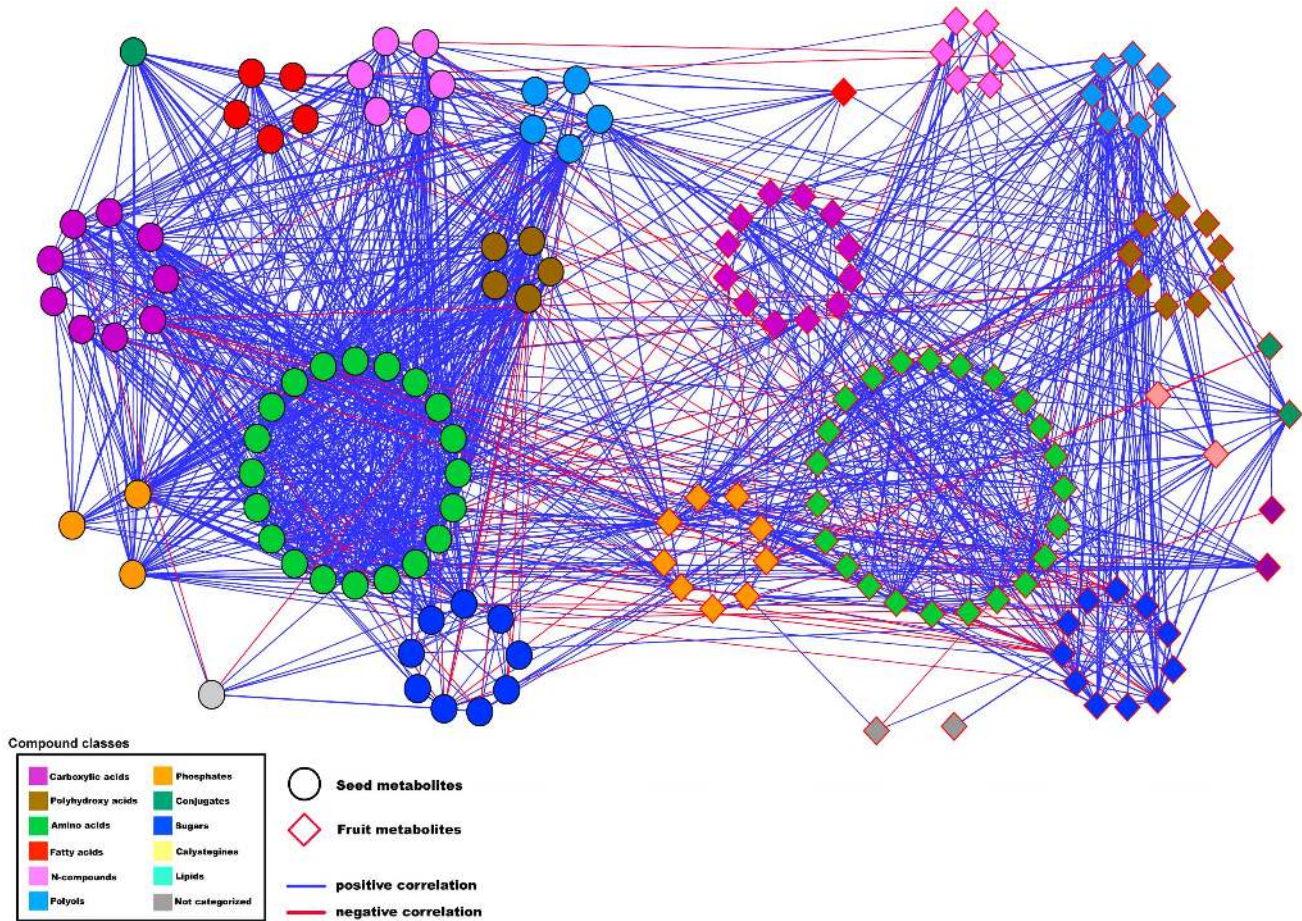 Compound classes
Carboxylic acids
Polyhydroxy acids
Amino acids
Fatty acids
N-compounds
Polyols
Phosphates
Conjugates
Sugars
Calystegines
Lipids
Not categorized
Seed metabolites
Fruit metabolites
positive correlation
negative correlation